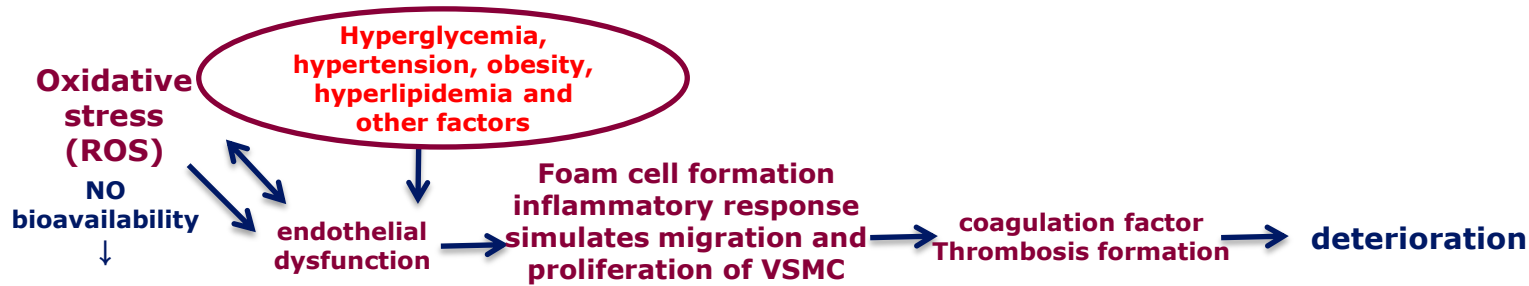 Hyperglycemia,
hypertension, obesity,
hyperlipidemia and
other factors
Oxidative
stress
(ROS)
NO
bioavailability
↓
endothelial
dysfunction
Foam cell formation
inflammatory response
simulates migration and
proliferation of VSMC
coagulation factor
Thrombosis formation
deterioration